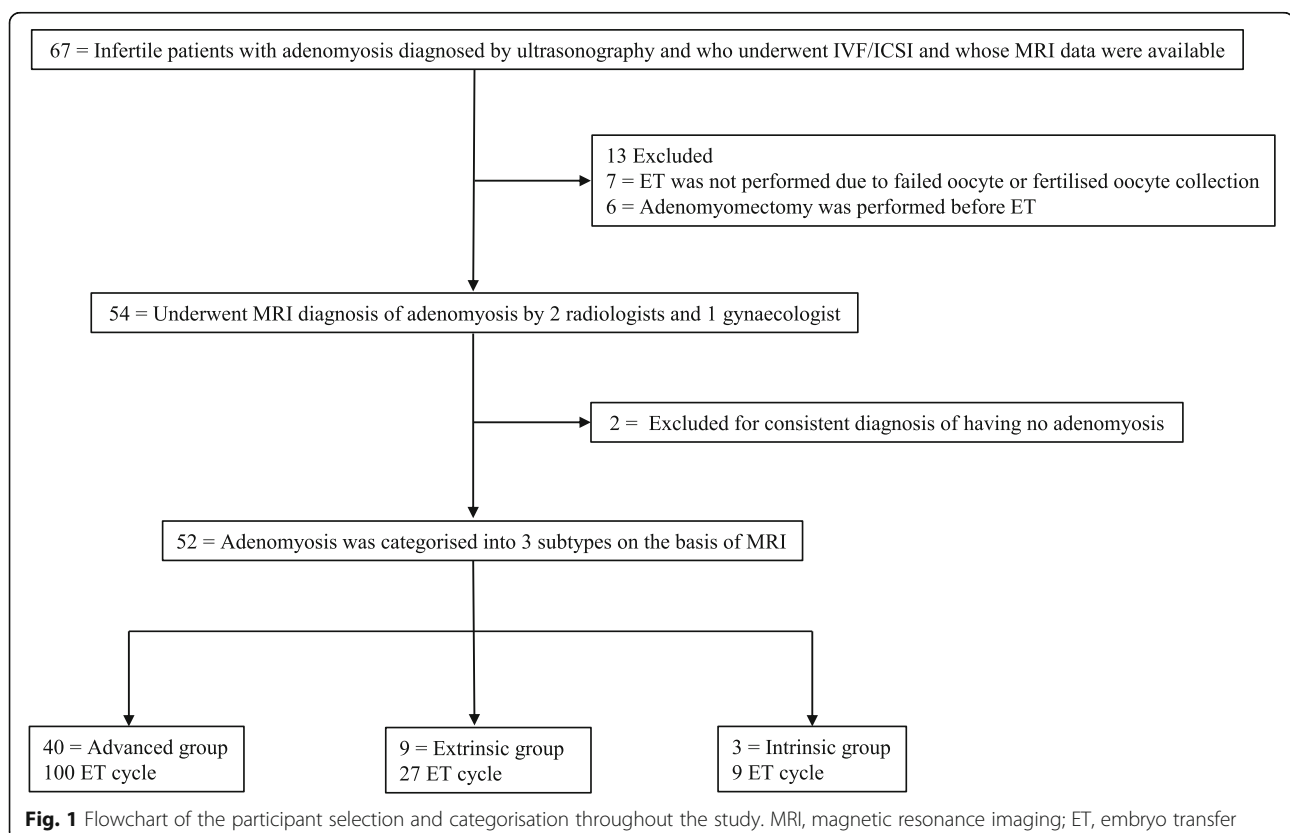 67 = Infertile patients with adenomyosis diagnosed by ultrasonography and who underwent IVF/ICSI and whose MRI data were available
13 Excluded
7 = ET was not performed due to failed oocyte or fertilised oocyte collection
6 = Adenomyomectomy was performed before ET
54 = Underwent MRI diagnosis of adenomyosis by 2 radiologists and 1 gynaecologist
2 = Excluded for consistent diagnosis of having no adenomyosis
52 = Adenomyosis was categorised into 3 subtypes on the basis of MRI
40 = Advanced group
100 ET cycle
9 = Extrinsic group
27 ET cycle
3 = Intrinsic group
9 ET cycle
Fig. 1 Flowchart of the participant selection and categorisation throughout the study. MRI, magnetic resonance imaging; ET, embryo transfer